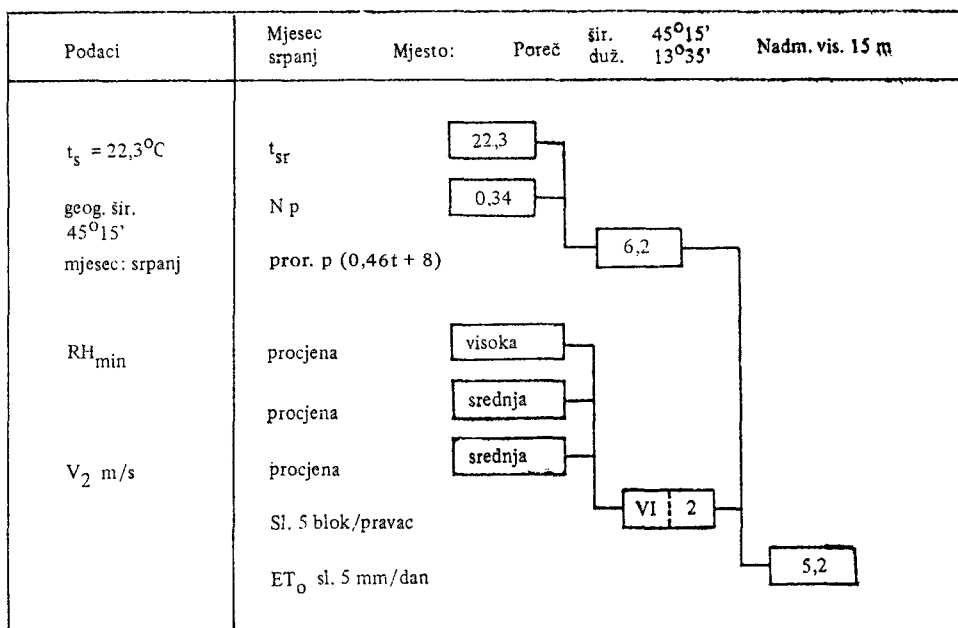 Podaci
Mjesec
srpanj
Mjesto:
Poreč
šir. 45°15'
duž. 13°35'
Nadm. vis. 15 m
t_s = 22,3°C
t_sr
22,3
geog. šir.
45°15'
N p
0,34
mjesec: srpanj
pror. p (0,46t + 8)
6,2
RH_min
procjena
visoka
procjena
srednja
V_2 m/s
procjena
srednja
Sl. 5 blok/pravac
VI 2
ET_o sl. 5 mm/dan
5,2